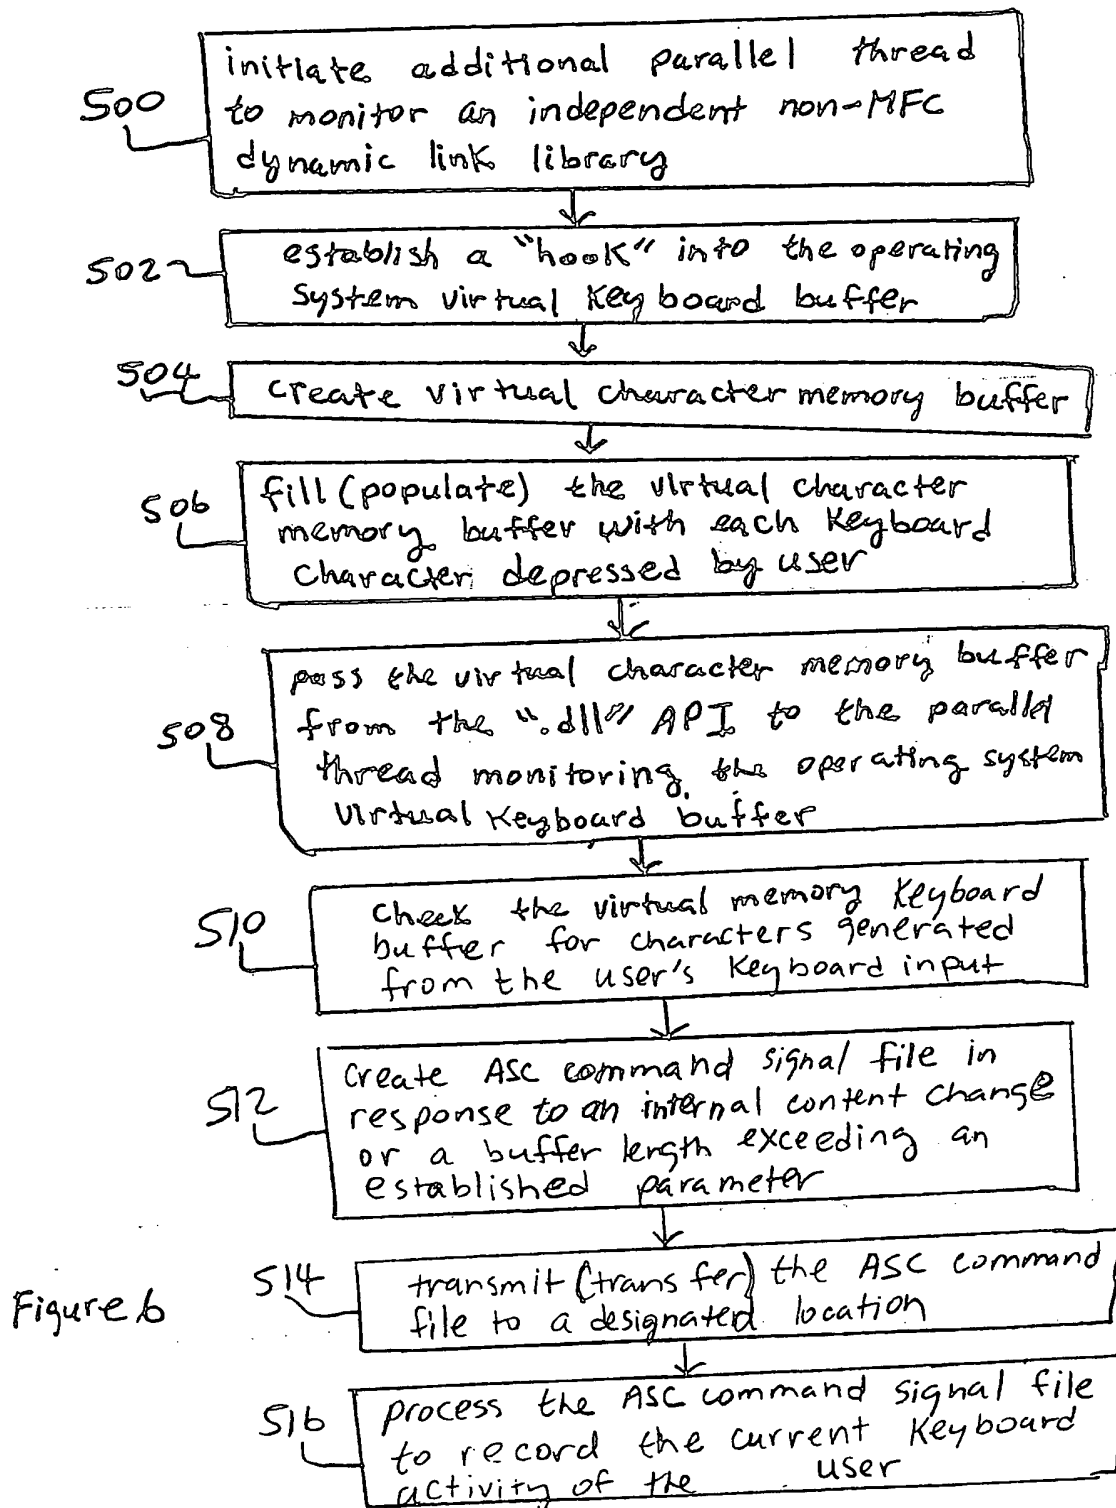 500
initiate additional parallel thread
to monitor an independent non-MFC
dynamic link library
502
establish a "hook" into the operating
system virtual keyboard buffer
504
create virtual character memory buffer
506
fill (populate) the virtual character
memory buffer with each keyboard
character depressed by user
508
pass the virtual character memory buffer
from the ".dll" API to the parallel
thread monitoring the operating system
virtual keyboard buffer
510
check the virtual memory keyboard
buffer for characters generated
from the user's keyboard input
512
create ASC command signal file in
response to an internal content change
or a buffer length exceeding an
established parameter
514
transmit (transfer) the ASC command
file to a designated location
Figure 6
516
process the ASC command signal file
to record the current keyboard
activity of the user